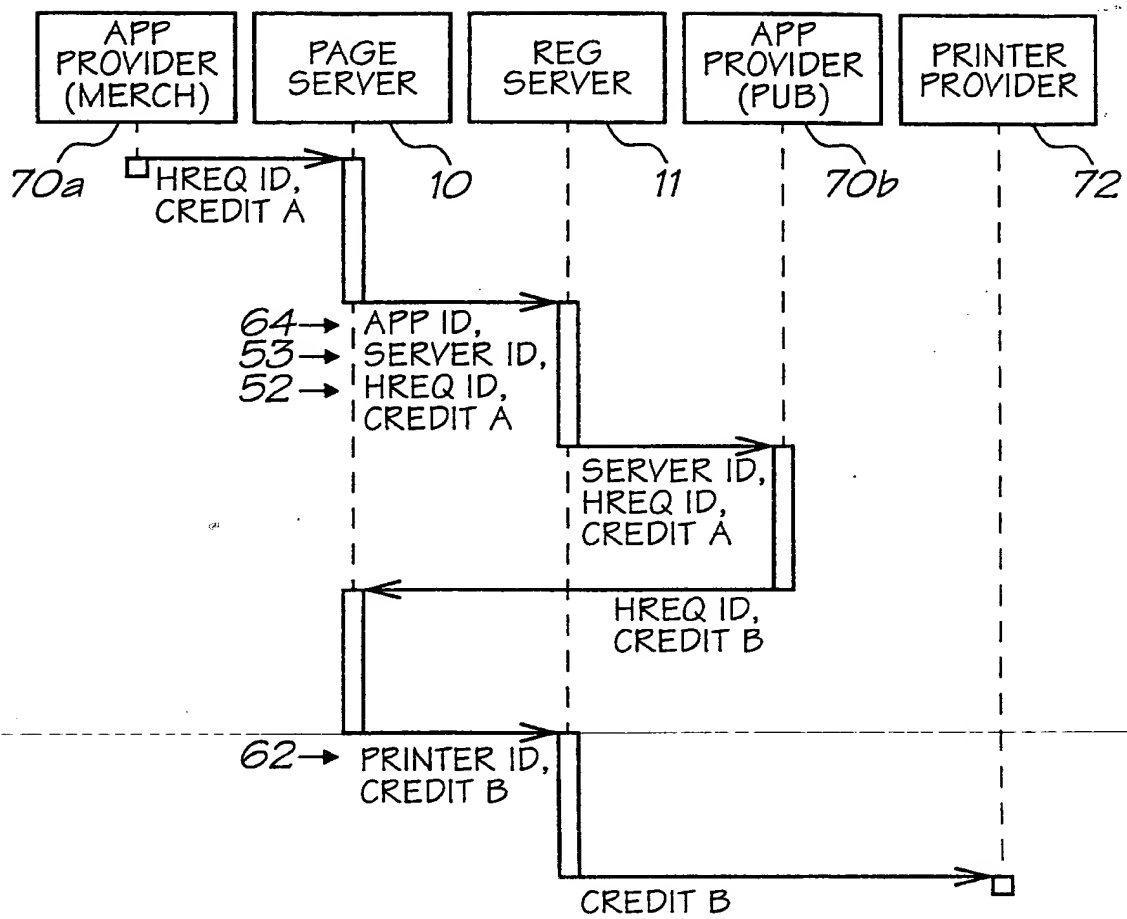 APP
PROVIDER
(MERCH)
PAGE
SERVER
REG
SERVER
APP
PROVIDER
(PUB)
PRINTER
PROVIDER
70a
10
11
70b
72
HREQ ID,
CREDIT A
64 → APP ID,
53 → SERVER ID,
52 → HREQ ID,
CREDIT A
SERVER ID,
HREQ ID,
CREDIT A
HREQ ID,
CREDIT B
62 → PRINTER ID,
CREDIT B
CREDIT B